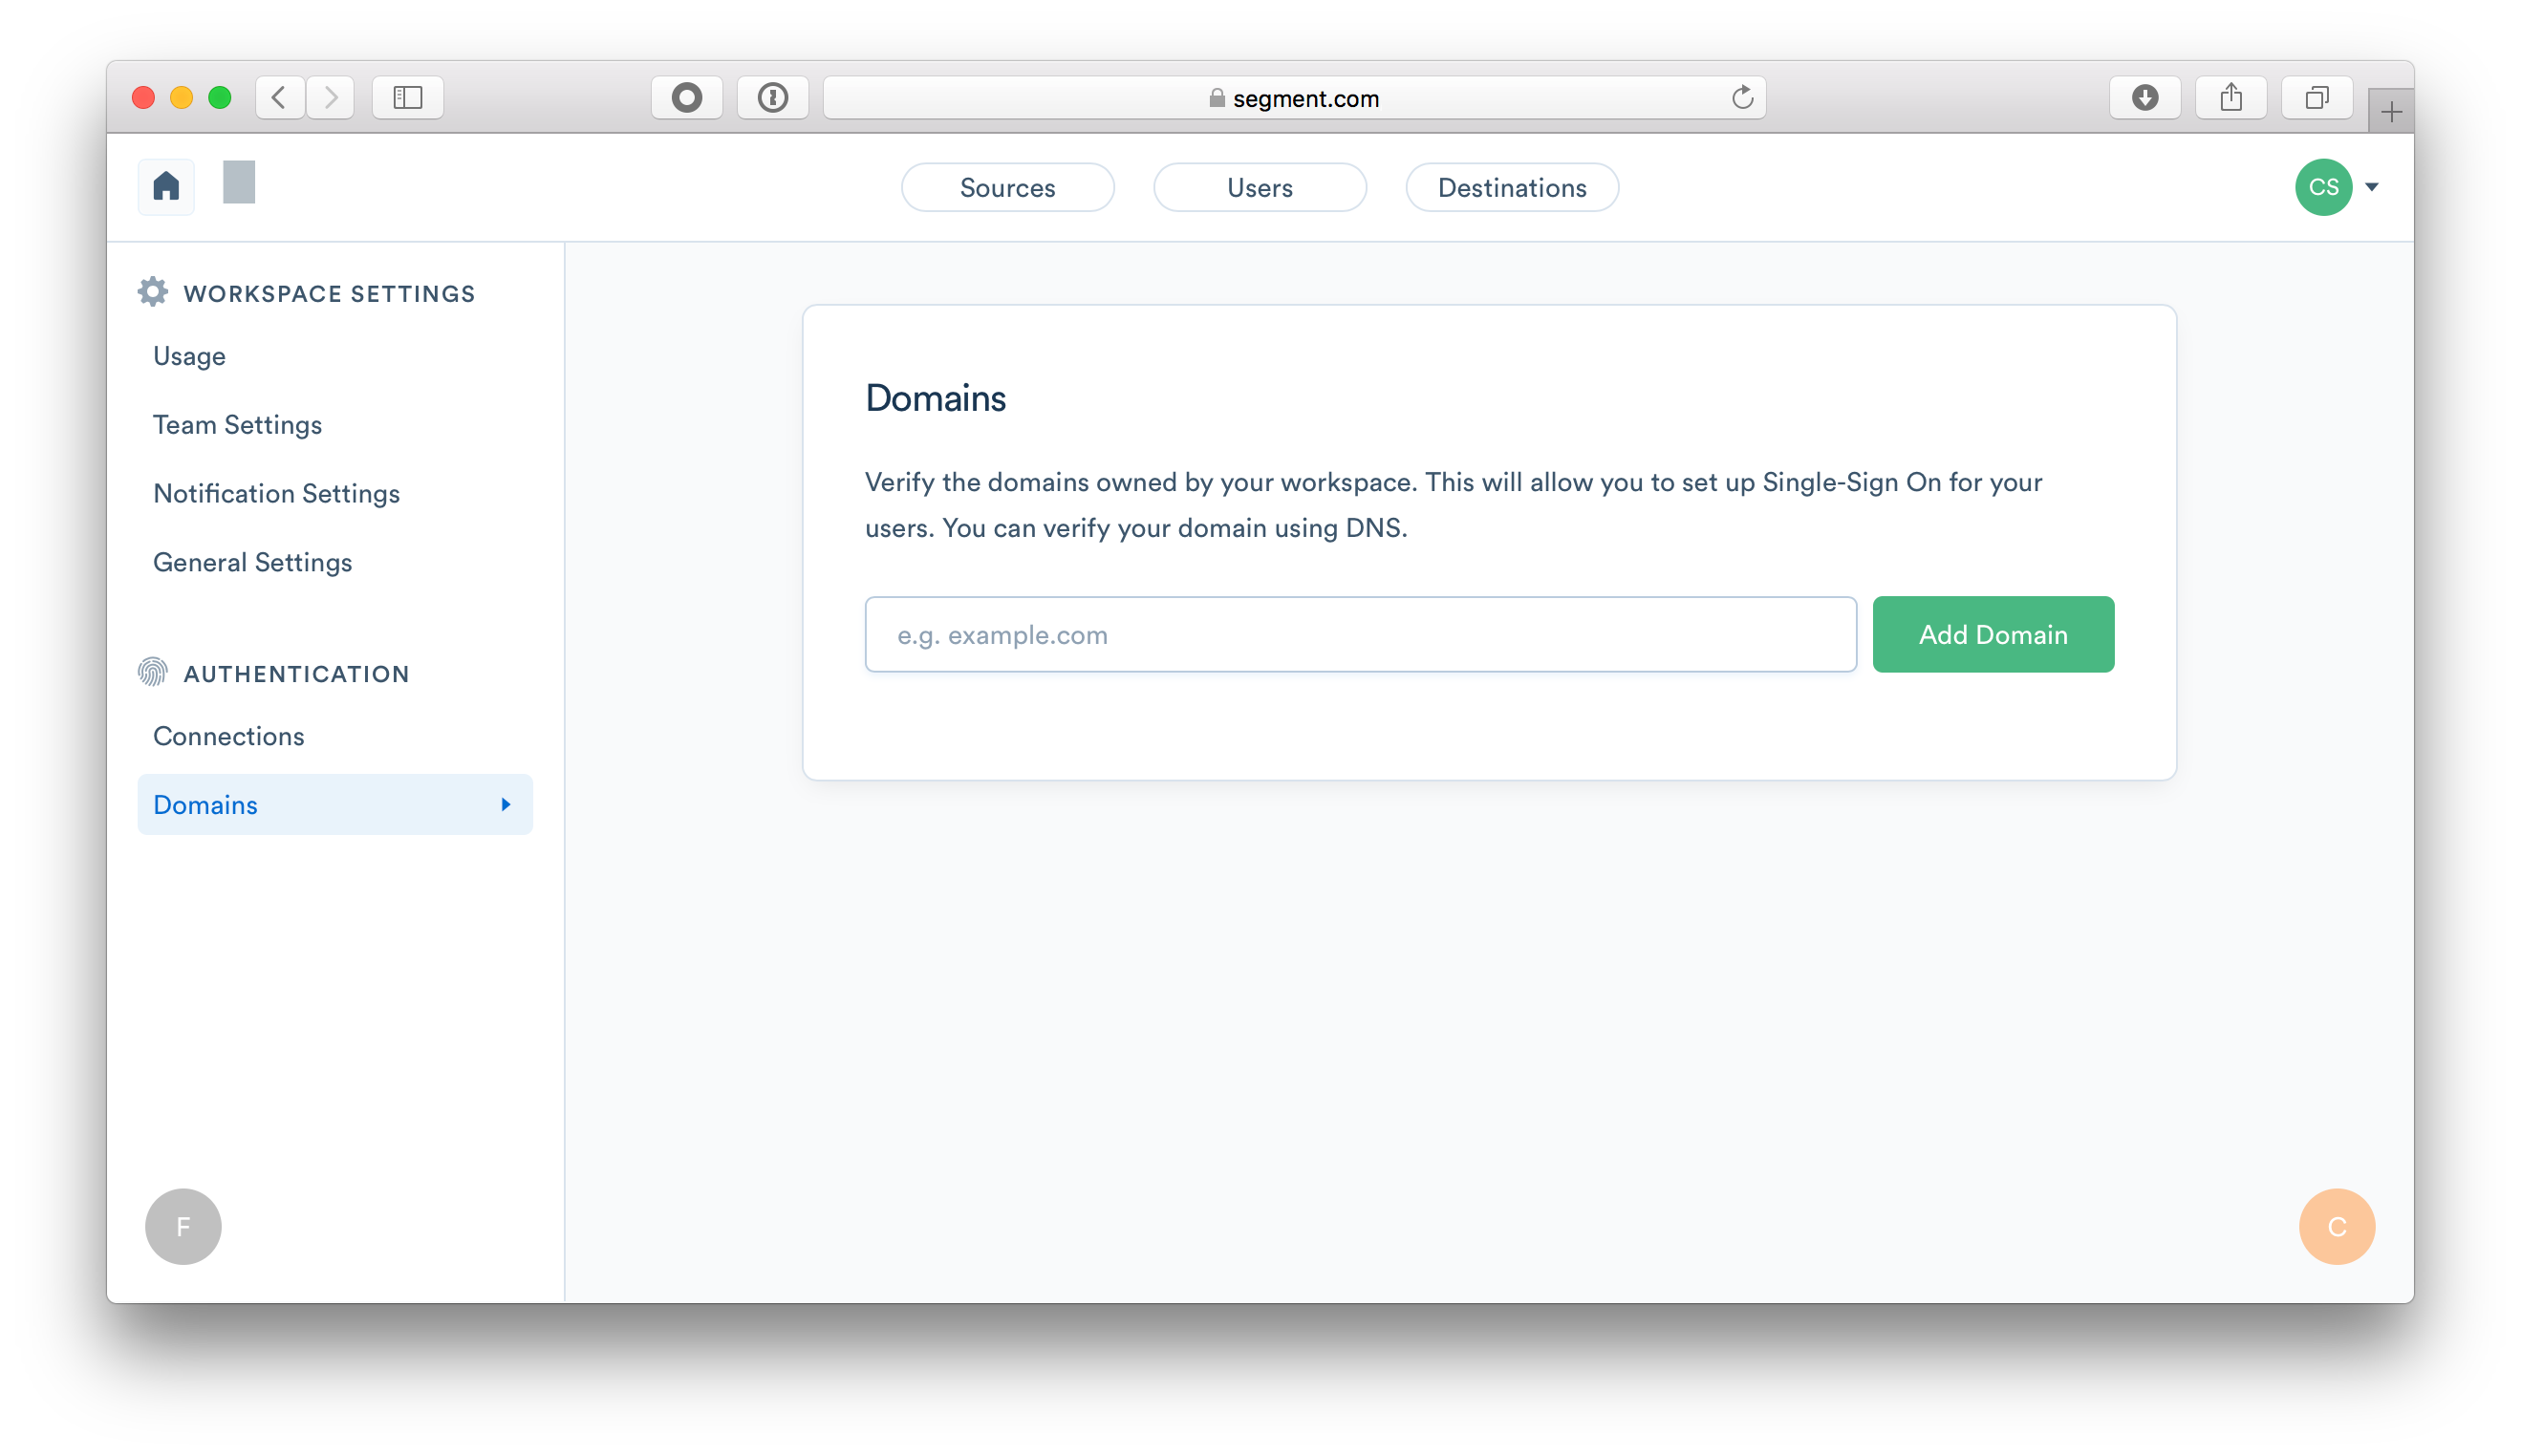 segment.com
Sources
Users
Destinations
CS
WORKSPACE SETTINGS
Usage
Team Settings
Notification Settings
General Settings
AUTHENTICATION
Connections
Domains
Domains
Verify the domains owned by your workspace. This will allow you to set up Single-Sign On for your
users. You can verify your domain using DNS.
e.g. example.com
Add Domain
F
C